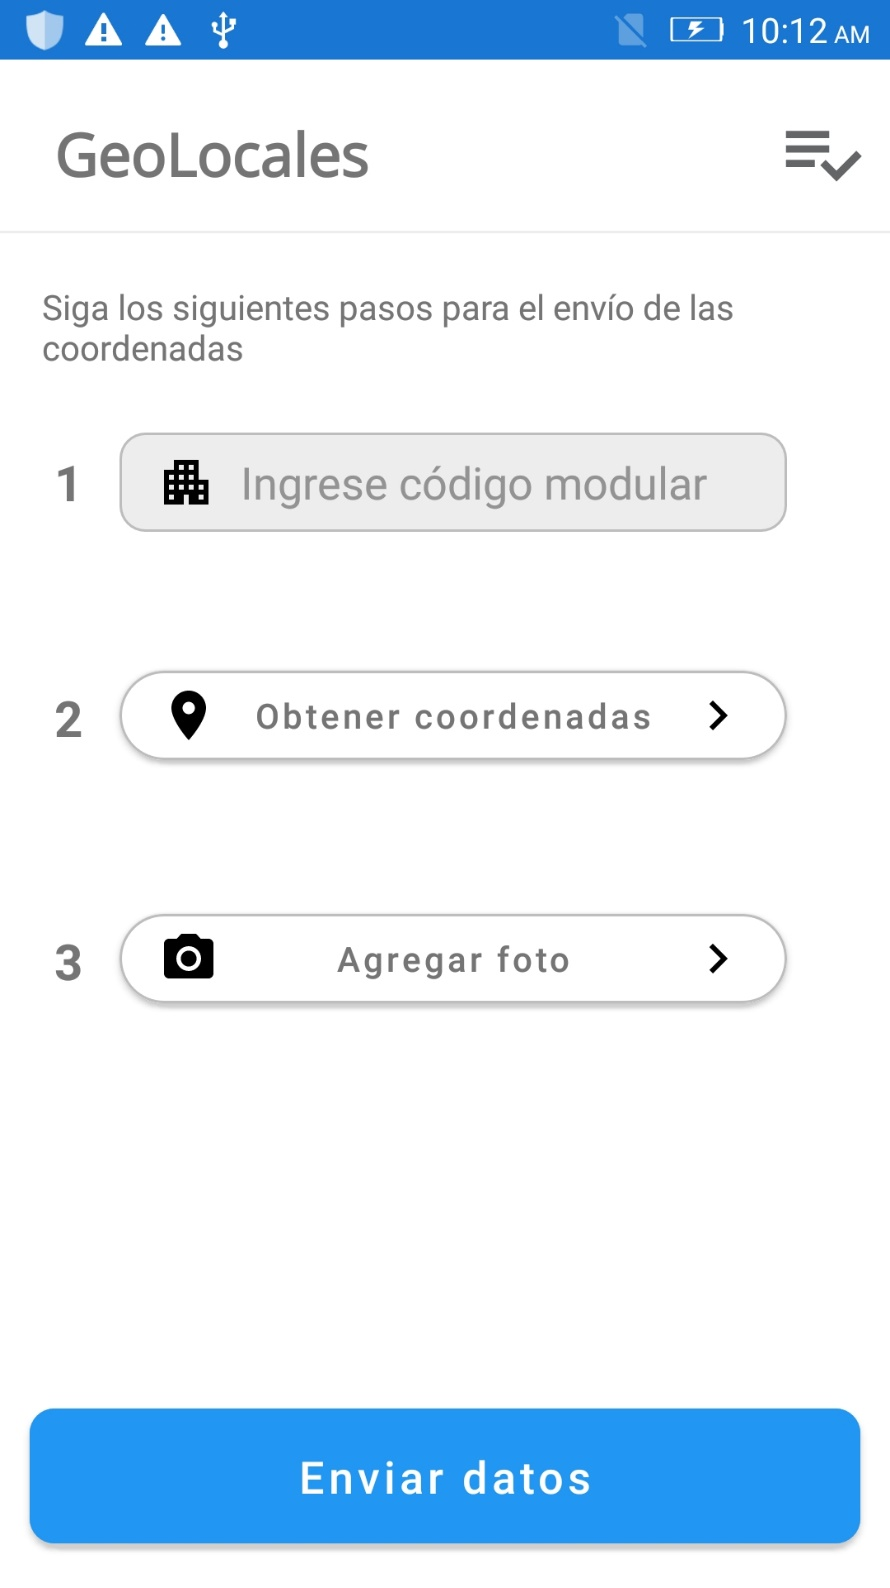 10:12 AM
GeoLocales
Siga los siguientes pasos para el envío de las
coordenadas
1 Ingrese código modular
2 Obtener coordenadas
3 Agregar foto
Enviar datos